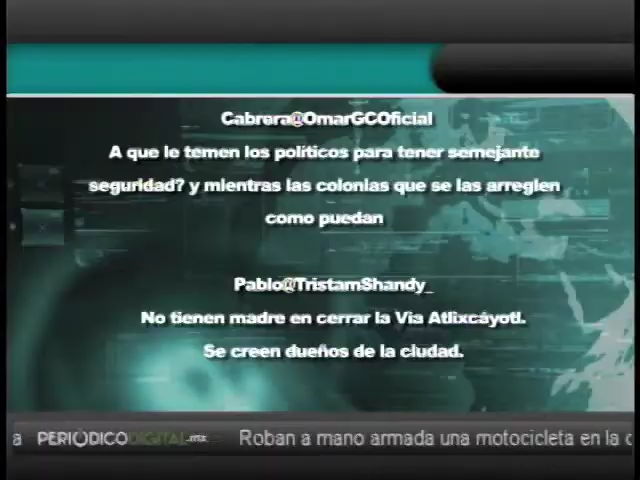 Cabrera@OmarGCOficial
A que le temen los políticos para tener semejante
seguridad? y mientras las colonias que se las arreglen
como puedan
Pablo@TristamShandy_
No tienen madre en cerrar la Vía Atlixcáyotl.
Se creen dueños de la ciudad.
a PERIÓDICODIGITAL.mx Roban a mano armada una motocicleta en la c